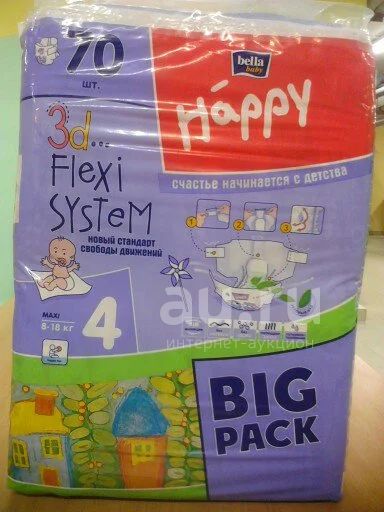 70
шт.
bella
baby
Happy
3d...
Flexi
SYSTEM
новый стандарт
свободы движений
счастье начинается с детства
1
2
3
MAXI
8-18 кг
4
au.ru
интернет-аукцион
BIG
PACK